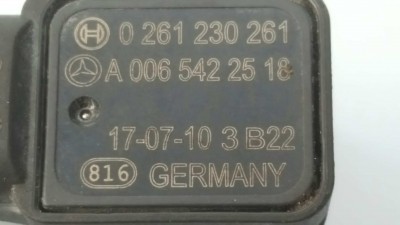 0 261 230 261
A 006 542 25 18
17-07-10 3 B22
816 GERMANY